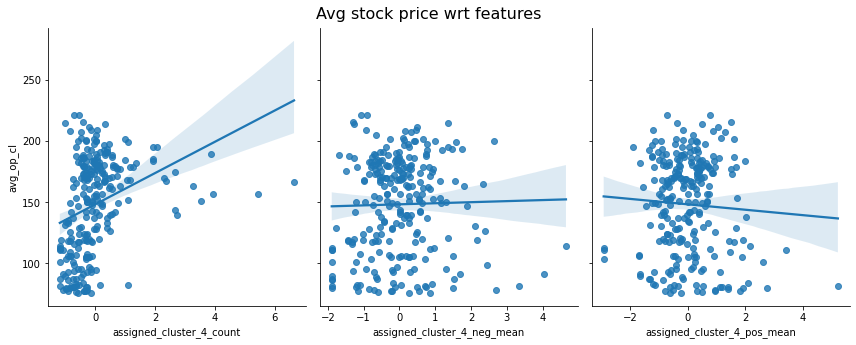 Avg stock price wrt features
avg_op_cl
250
200
150
100
0 2 4 6
assigned_cluster_4_count
−2 −1 0 1 2 3 4
assigned_cluster_4_neg_mean
−2 0 2 4
assigned_cluster_4_pos_mean